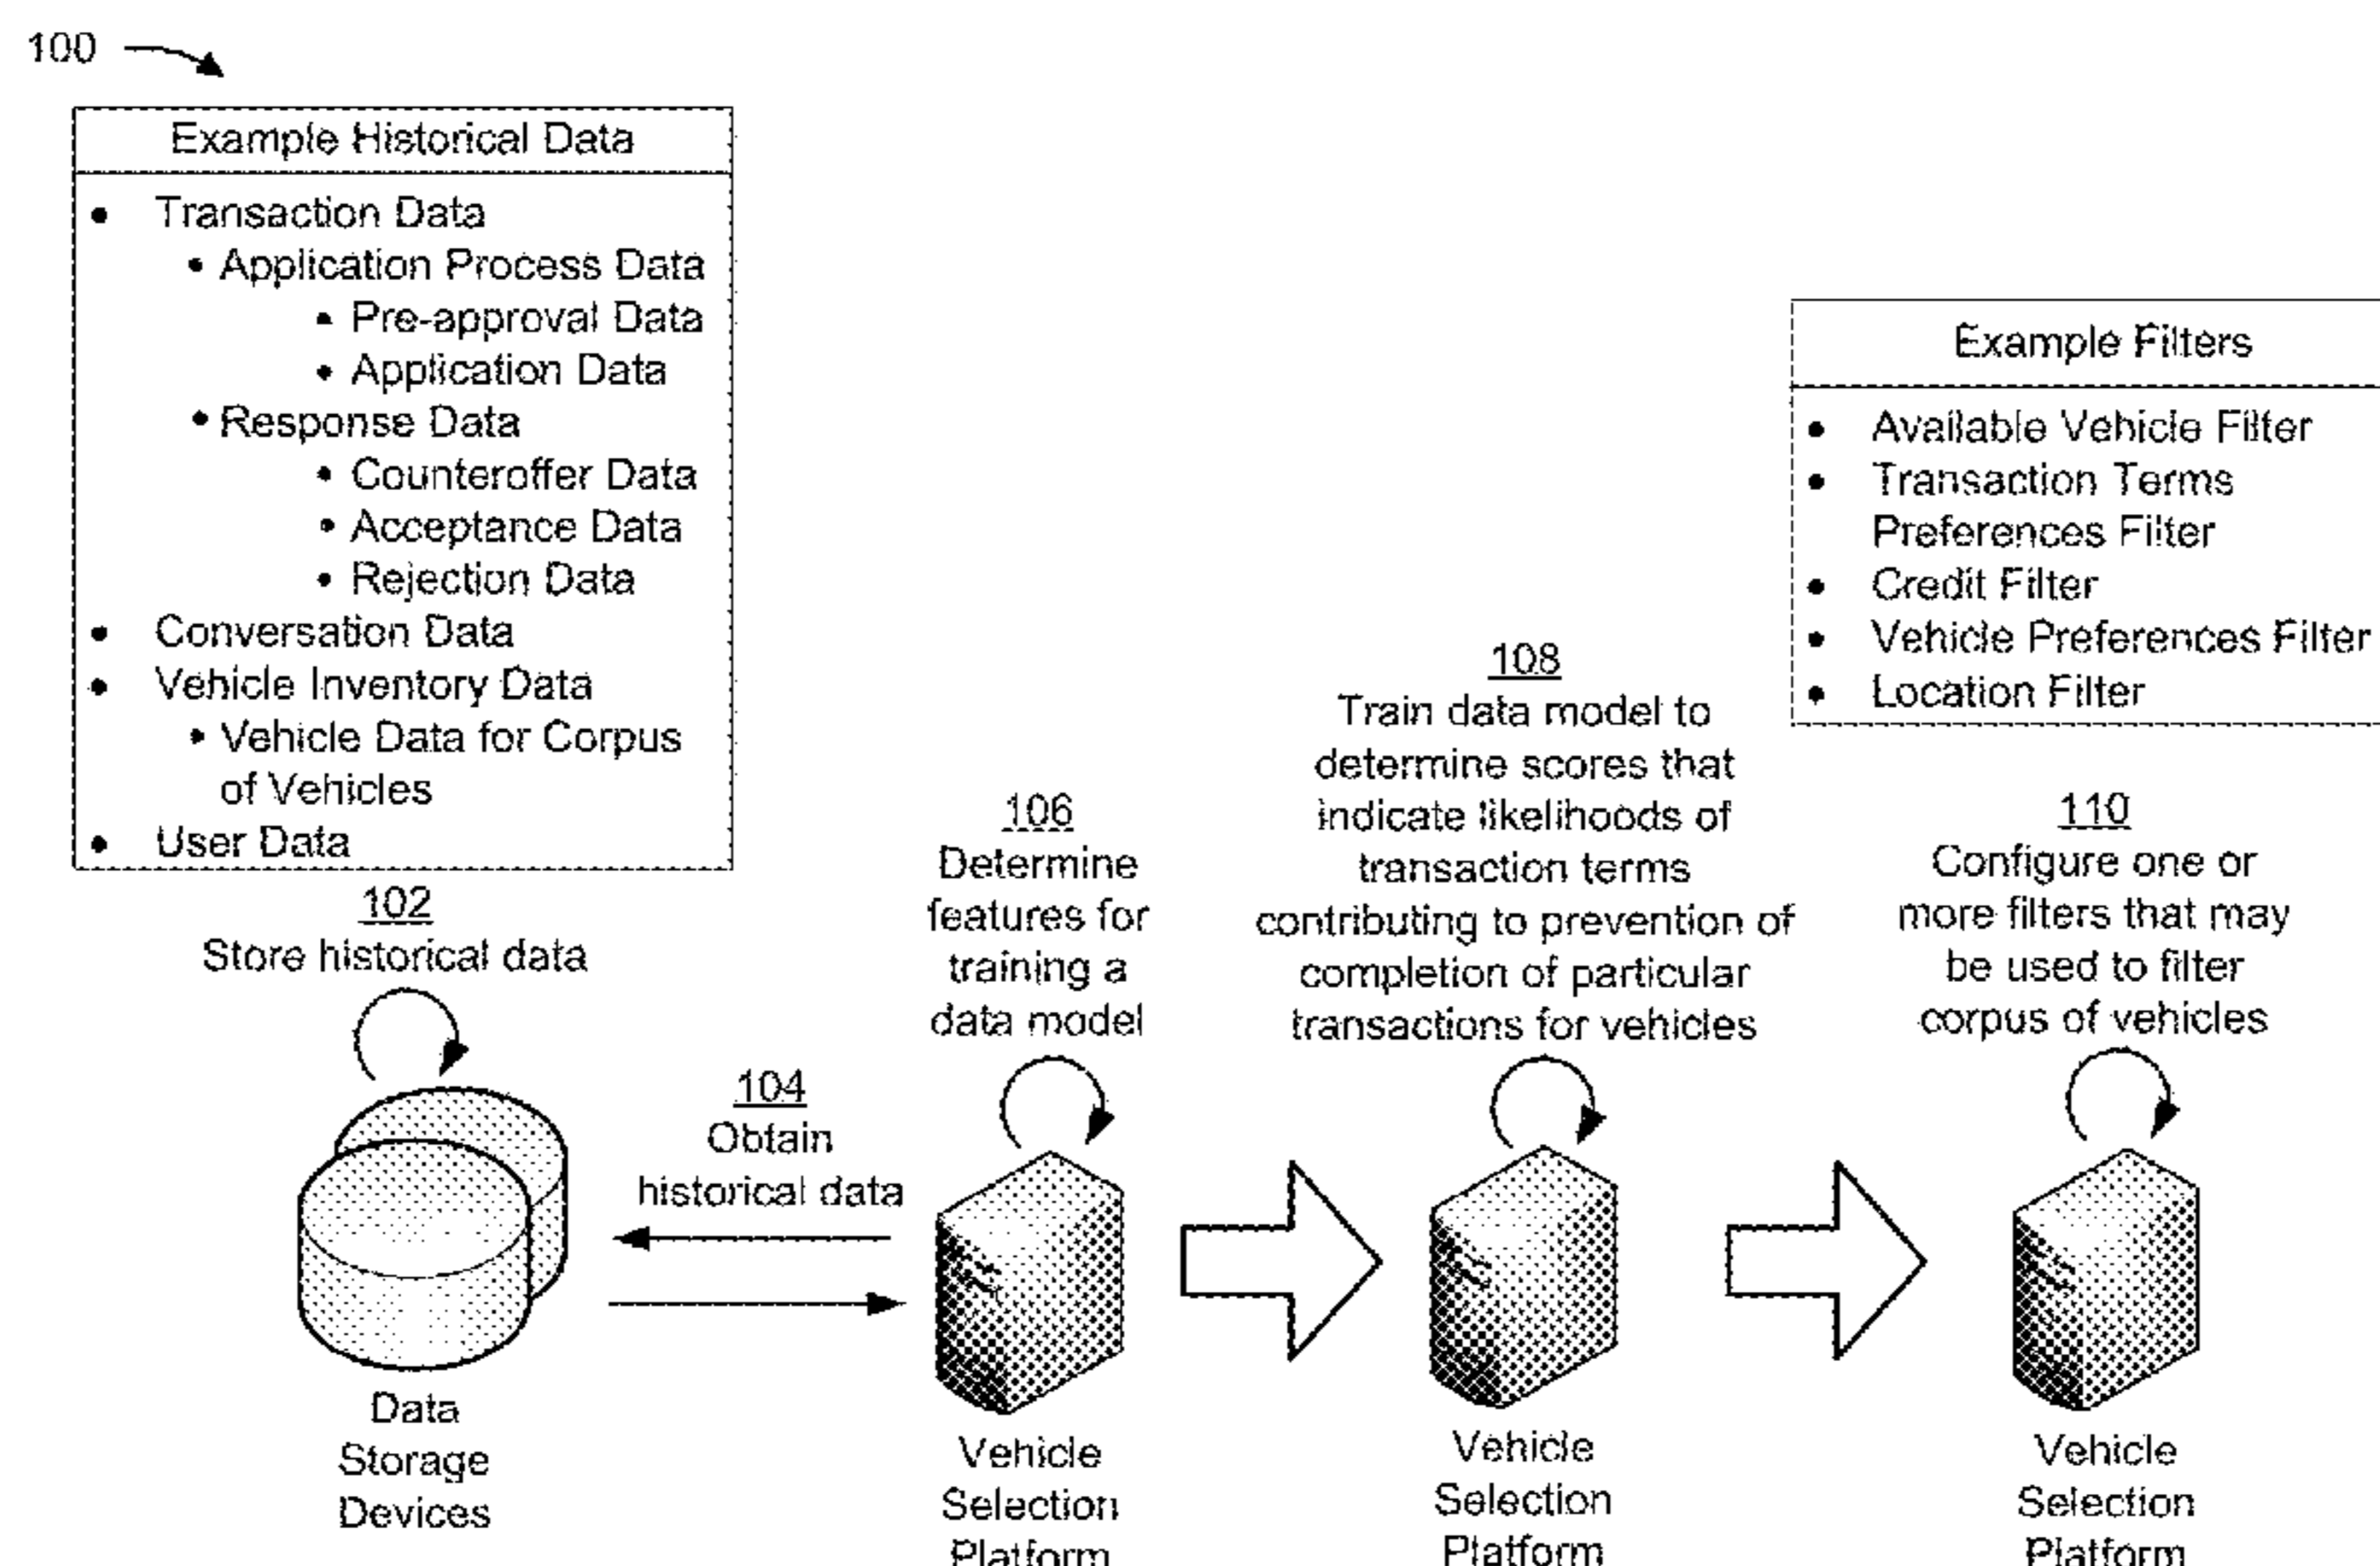 100
Example Historical Data
• Transaction Data
• Application Process Data
• Pre-approval Data
• Application Data
• Response Data
• Counteroffer Data
• Acceptance Data
• Rejection Data
• Conversation Data
• Vehicle Inventory Data
• Vehicle Data for Corpus
of Vehicles
• User Data
102
Store historical data
Data
Storage
Devices
104
Obtain
historical data
106
Determine
features for
training a
data model
Vehicle
Selection
Platform
108
Train data model to
determine scores that
indicate likelihoods of
transaction terms
contributing to prevention of
completion of particular
transactions for vehicles
Vehicle
Selection
Platform
Example Filters
• Available Vehicle Filter
• Transaction Terms
Preferences Filter
• Credit Filter
• Vehicle Preferences Filter
• Location Filter
110
Configure one or
more filters that may
be used to filter
corpus of vehicles
Vehicle
Selection
Platform